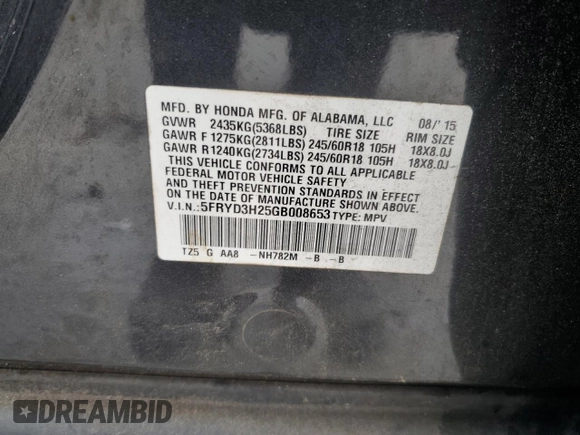 MFD. BY HONDA MFG. OF ALABAMA, LLC 08/'15
GVWR 2435KG(5368LBS) TIRE SIZE RIM SIZE
GAWR F 1275KG(2811LBS) 245/60R18 105H 18X8.0J
GAWR R 1240KG(2734LBS) 245/60R18 105H 18X8.0J
THIS VEHICLE CONFORMS TO ALL APPLICABLE
FEDERAL MOTOR VEHICLE SAFETY
AND THEFT PREVENTION STANDARDS IN EFFECT
ON THE DATE OF MANUFACTURE SHOWN ABOVE.
V.I.N.: 5FRYD3H25GB008653 TYPE: MPV
TZ5 G AA8 -NH782M -B -B
DREAMBID